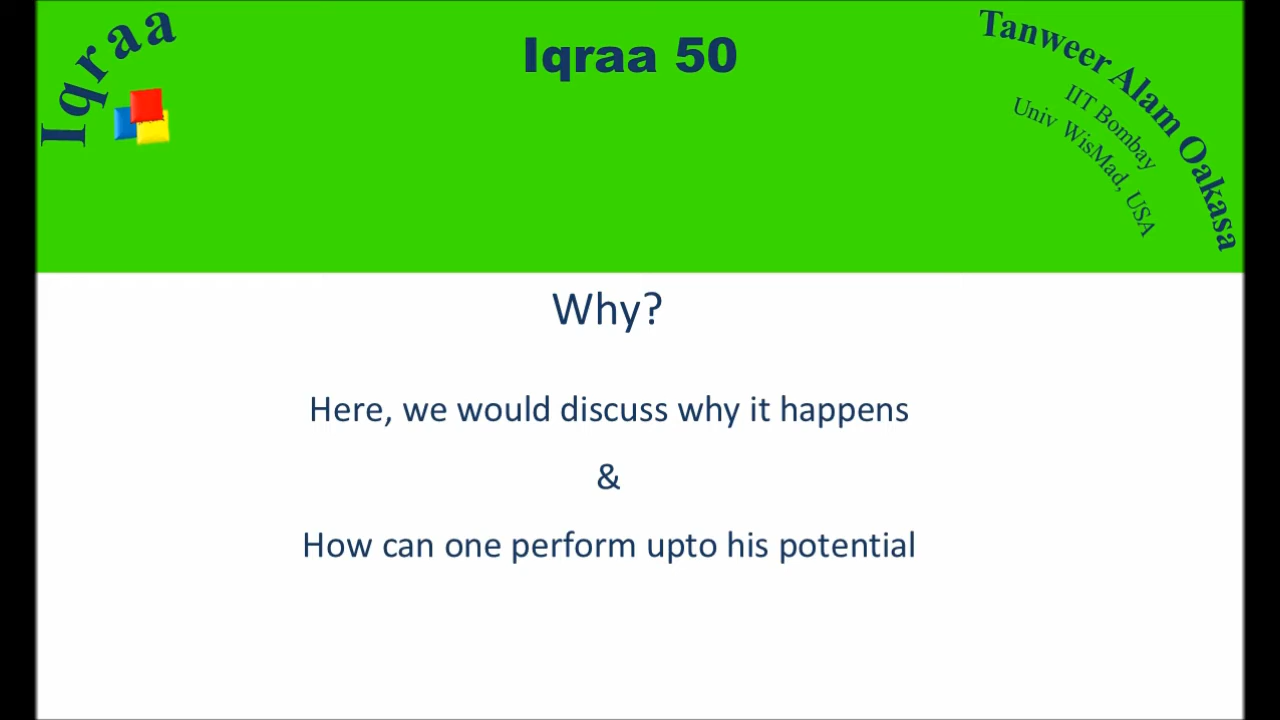 Iqraa
Iqraa 50
Tanweer Alam Oakasa
IIT Bombay
Univ WisMad, USA
Why?
Here, we would discuss why it happens
&
How can one perform upto his potential